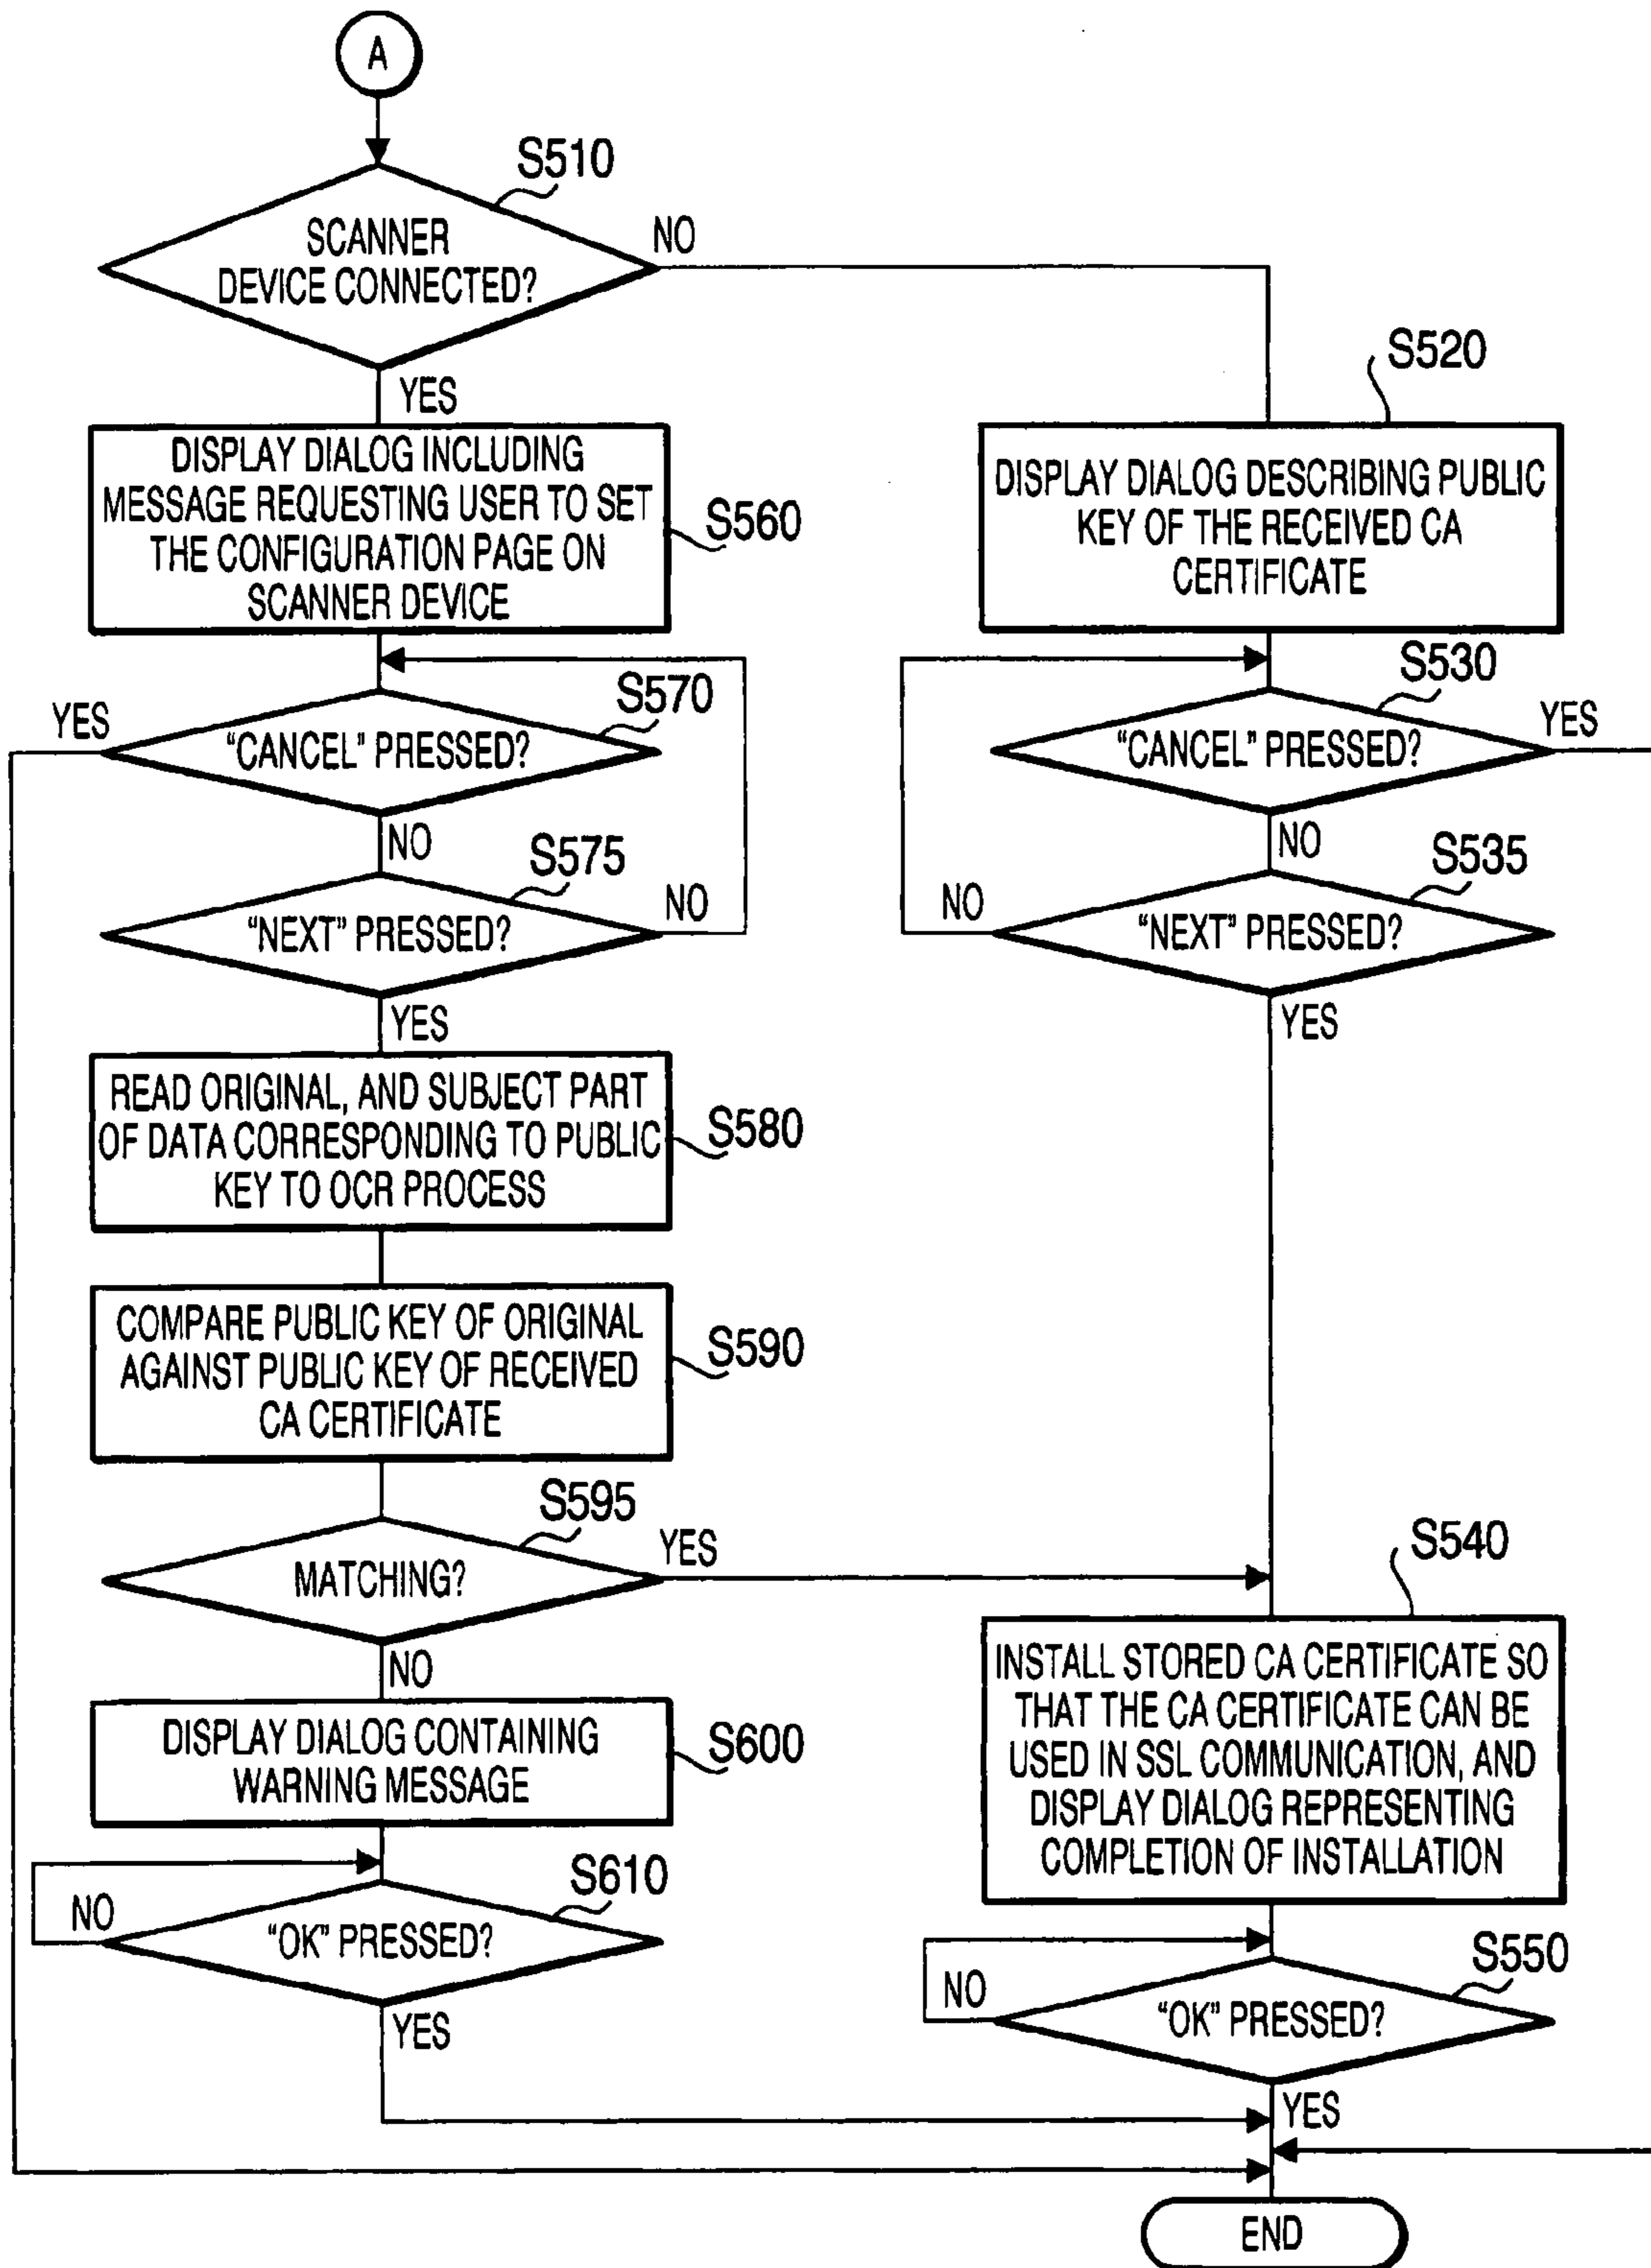 A
S510
SCANNER
DEVICE CONNECTED?
NO
YES
S520
DISPLAY DIALOG INCLUDING
MESSAGE REQUESTING USER TO SET
THE CONFIGURATION PAGE ON
SCANNER DEVICE
S560
DISPLAY DIALOG DESCRIBING PUBLIC
KEY OF THE RECEIVED CA
CERTIFICATE
S570
YES
“CANCEL” PRESSED?
NO
S530
“CANCEL” PRESSED?
YES
NO
S575
“NEXT” PRESSED?
NO
YES
S535
NO
“NEXT” PRESSED?
YES
READ ORIGINAL, AND SUBJECT PART
OF DATA CORRESPONDING TO PUBLIC
KEY TO OCR PROCESS
S580
COMPARE PUBLIC KEY OF ORIGINAL
AGAINST PUBLIC KEY OF RECEIVED
CA CERTIFICATE
S590
S595
MATCHING?
YES
NO
S540
INSTALL STORED CA CERTIFICATE SO
THAT THE CA CERTIFICATE CAN BE
USED IN SSL COMMUNICATION, AND
DISPLAY DIALOG REPRESENTING
COMPLETION OF INSTALLATION
DISPLAY DIALOG CONTAINING
WARNING MESSAGE
S600
S610
NO
“OK” PRESSED?
YES
S550
NO
“OK” PRESSED?
YES
END